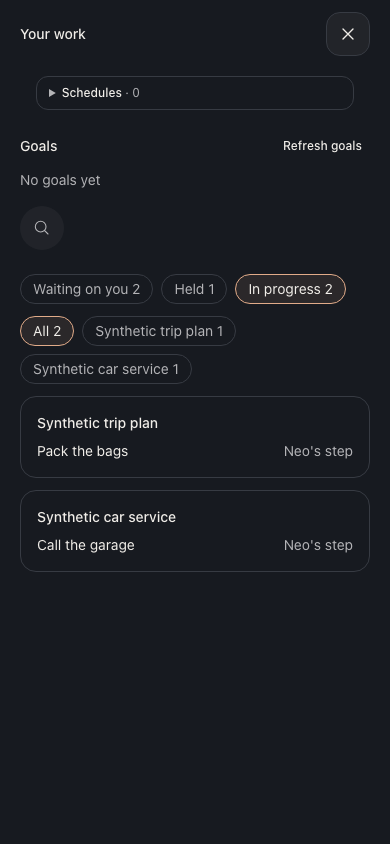 Your work
Schedules · 0
Goals
Refresh goals
No goals yet
Waiting on you 2
Held 1
In progress 2
All 2
Synthetic trip plan 1
Synthetic car service 1
Synthetic trip plan
Pack the bags
Neo's step
Synthetic car service
Call the garage
Neo's step